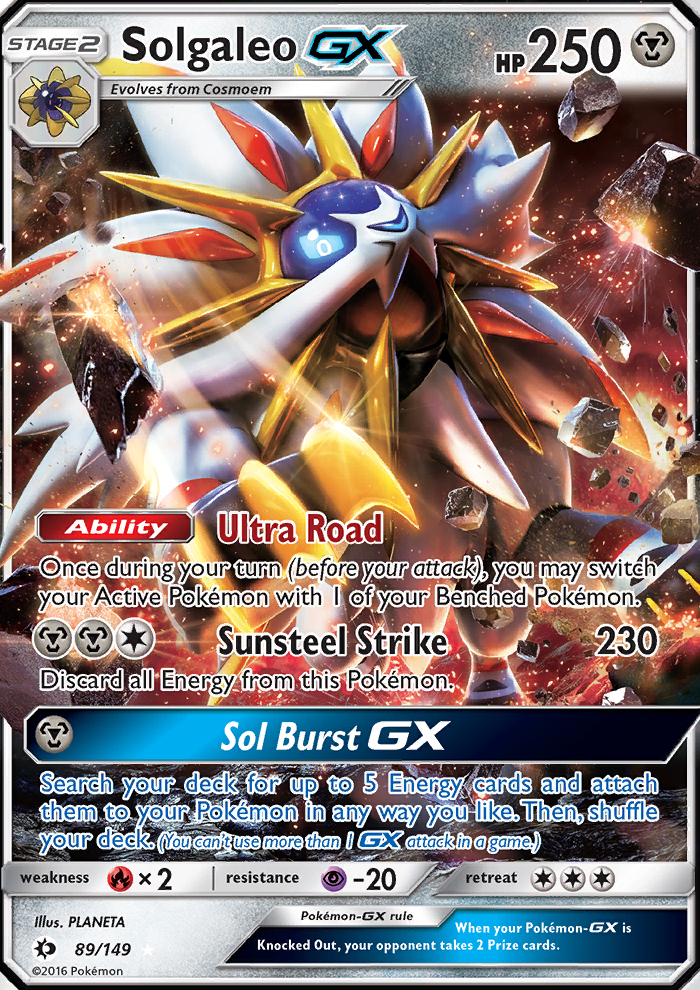 STAGE 2 Solgaleo GX HP 250
Evolves from Cosmoem
Ability Ultra Road
Once during your turn (before your attack), you may switch
your Active Pokémon with 1 of your Benched Pokémon.
Sunsteel Strike 230
Discard all Energy from this Pokémon.
Sol Burst GX
Search your deck for up to 5 Energy cards and attach
them to your Pokémon in any way you like. Then, shuffle
your deck. (You can't use more than 1 GX attack in a game.)
weakness × 2 resistance -20 retreat
Illus. PLANETA
Pokémon-GX rule
When your Pokémon-GX is
Knocked Out, your opponent takes 2 Prize cards.
89/149
©2016 Pokémon